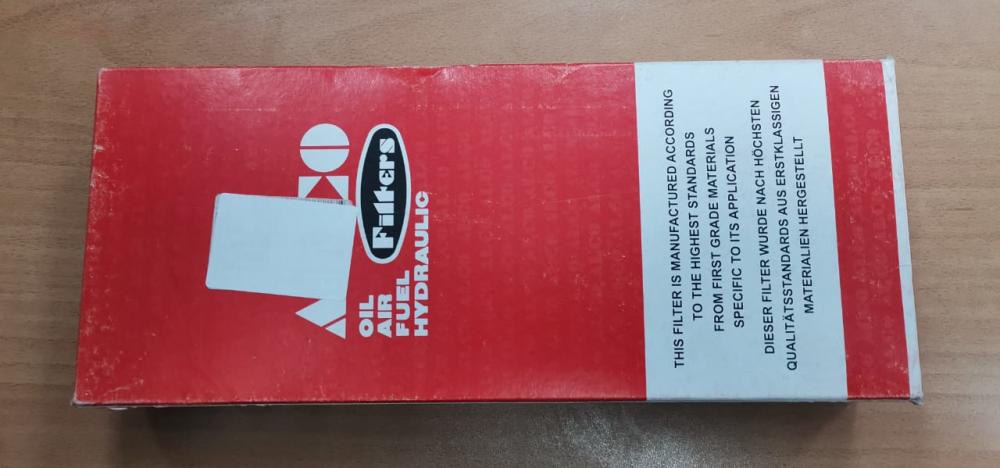 Filters
OIL
AIR
FUEL
HYDRAULIC
THIS FILTER IS MANUFACTURED ACCORDING
TO THE HIGHEST STANDARDS
FROM FIRST GRADE MATERIALS
SPECIFIC TO ITS APPLICATION
DIESER FILTER WURDE NACH HÖCHSTEN
QUALITÄTSSTANDARDS AUS ERSTKLASSIGEN
MATERIALIEN HERGESTELLT